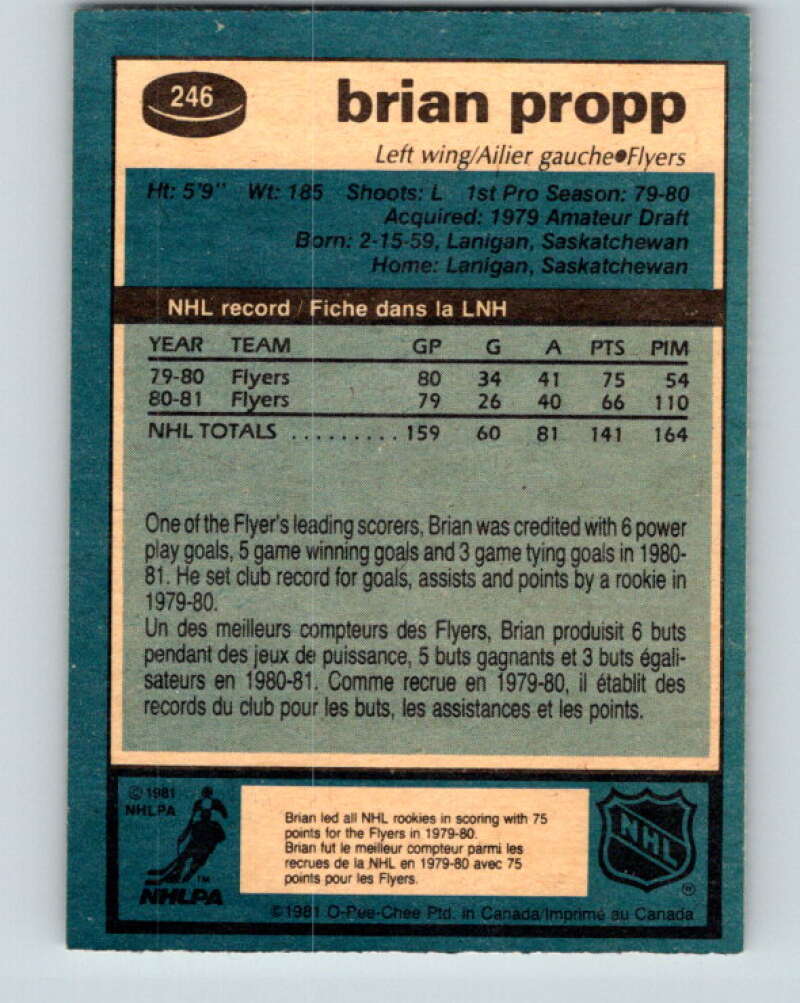 246
brian propp
Left wing/Ailier gauche●Flyers
Ht: 5'9" Wt: 185 Shoots: L 1st Pro Season: 79-80
Acquired: 1979 Amateur Draft
Born: 2-15-59, Lanigan, Saskatchewan
Home: Lanigan, Saskatchewan
NHL record / Fiche dans la LNH
YEAR TEAM GP G A PTS PIM
79-80 Flyers 80 34 41 75 54
80-81 Flyers 79 26 40 66 110
NHL TOTALS .......... 159 60 81 141 164
One of the Flyer's leading scorers, Brian was credited with 6 power
play goals, 5 game winning goals and 3 game tying goals in 1980-
81. He set club record for goals, assists and points by a rookie in
1979-80.
Un des meilleurs compteurs des Flyers, Brian produisit 6 buts
pendant des jeux de puissance, 5 buts gagnants et 3 buts égali-
sateurs en 1980-81. Comme recrue en 1979-80, il établit des
records du club pour les buts, les assistances et les points.
© 1981
NHLPA
NHLPA
TM
Brian led all NHL rookies in scoring with 75
points for the Flyers in 1979-80.
Brian fut le meilleur compteur parmi les
recrues de la NHL en 1979-80 avec 75
points pour les Flyers.
NHL
®
©1981 O-Pee-Chee Ptd. in Canada/Imprimé au Canada